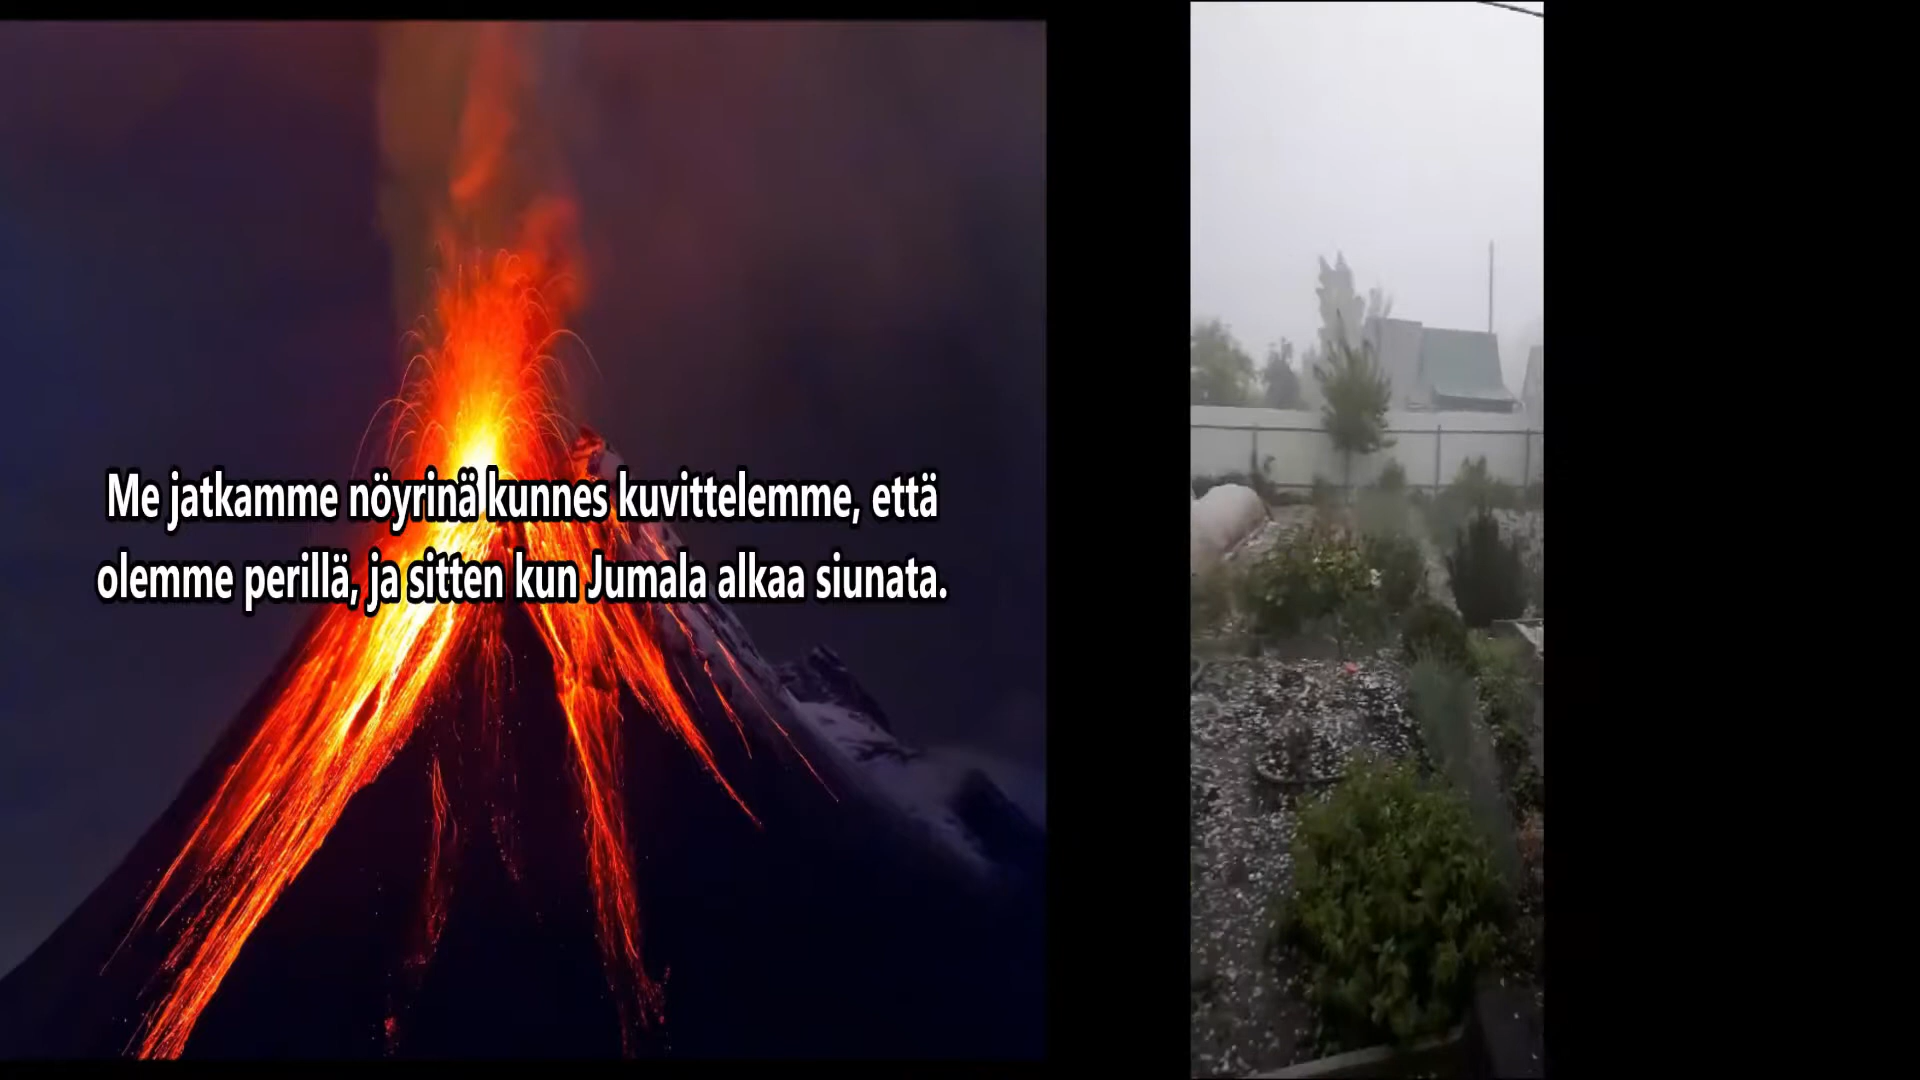 Me jatkamme nöyrinä kunnes kuvittelemme, että
olemme perillä, ja sitten kun Jumala alkaa siunata.